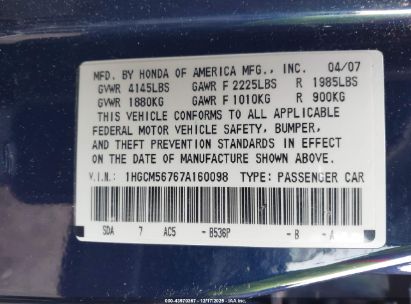 MFD. BY HONDA OF AMERICA MFG., INC. 04/07
GVWR 4145LBS GAWR F 2225LBS R 1985LBS
GVWR 1880KG GAWR F 1010KG R 900KG
THIS VEHICLE CONFORMS TO ALL APPLICABLE
FEDERAL MOTOR VEHICLE SAFETY, BUMPER,
AND THEFT PREVENTION STANDARDS IN EFFECT
ON THE DATE OF MANUFACTURE SHOWN ABOVE.
V.I.N.: 1HGCM56767A160098 TYPE: PASSENGER CAR
SDA 7 AC5 - B536P - B - A